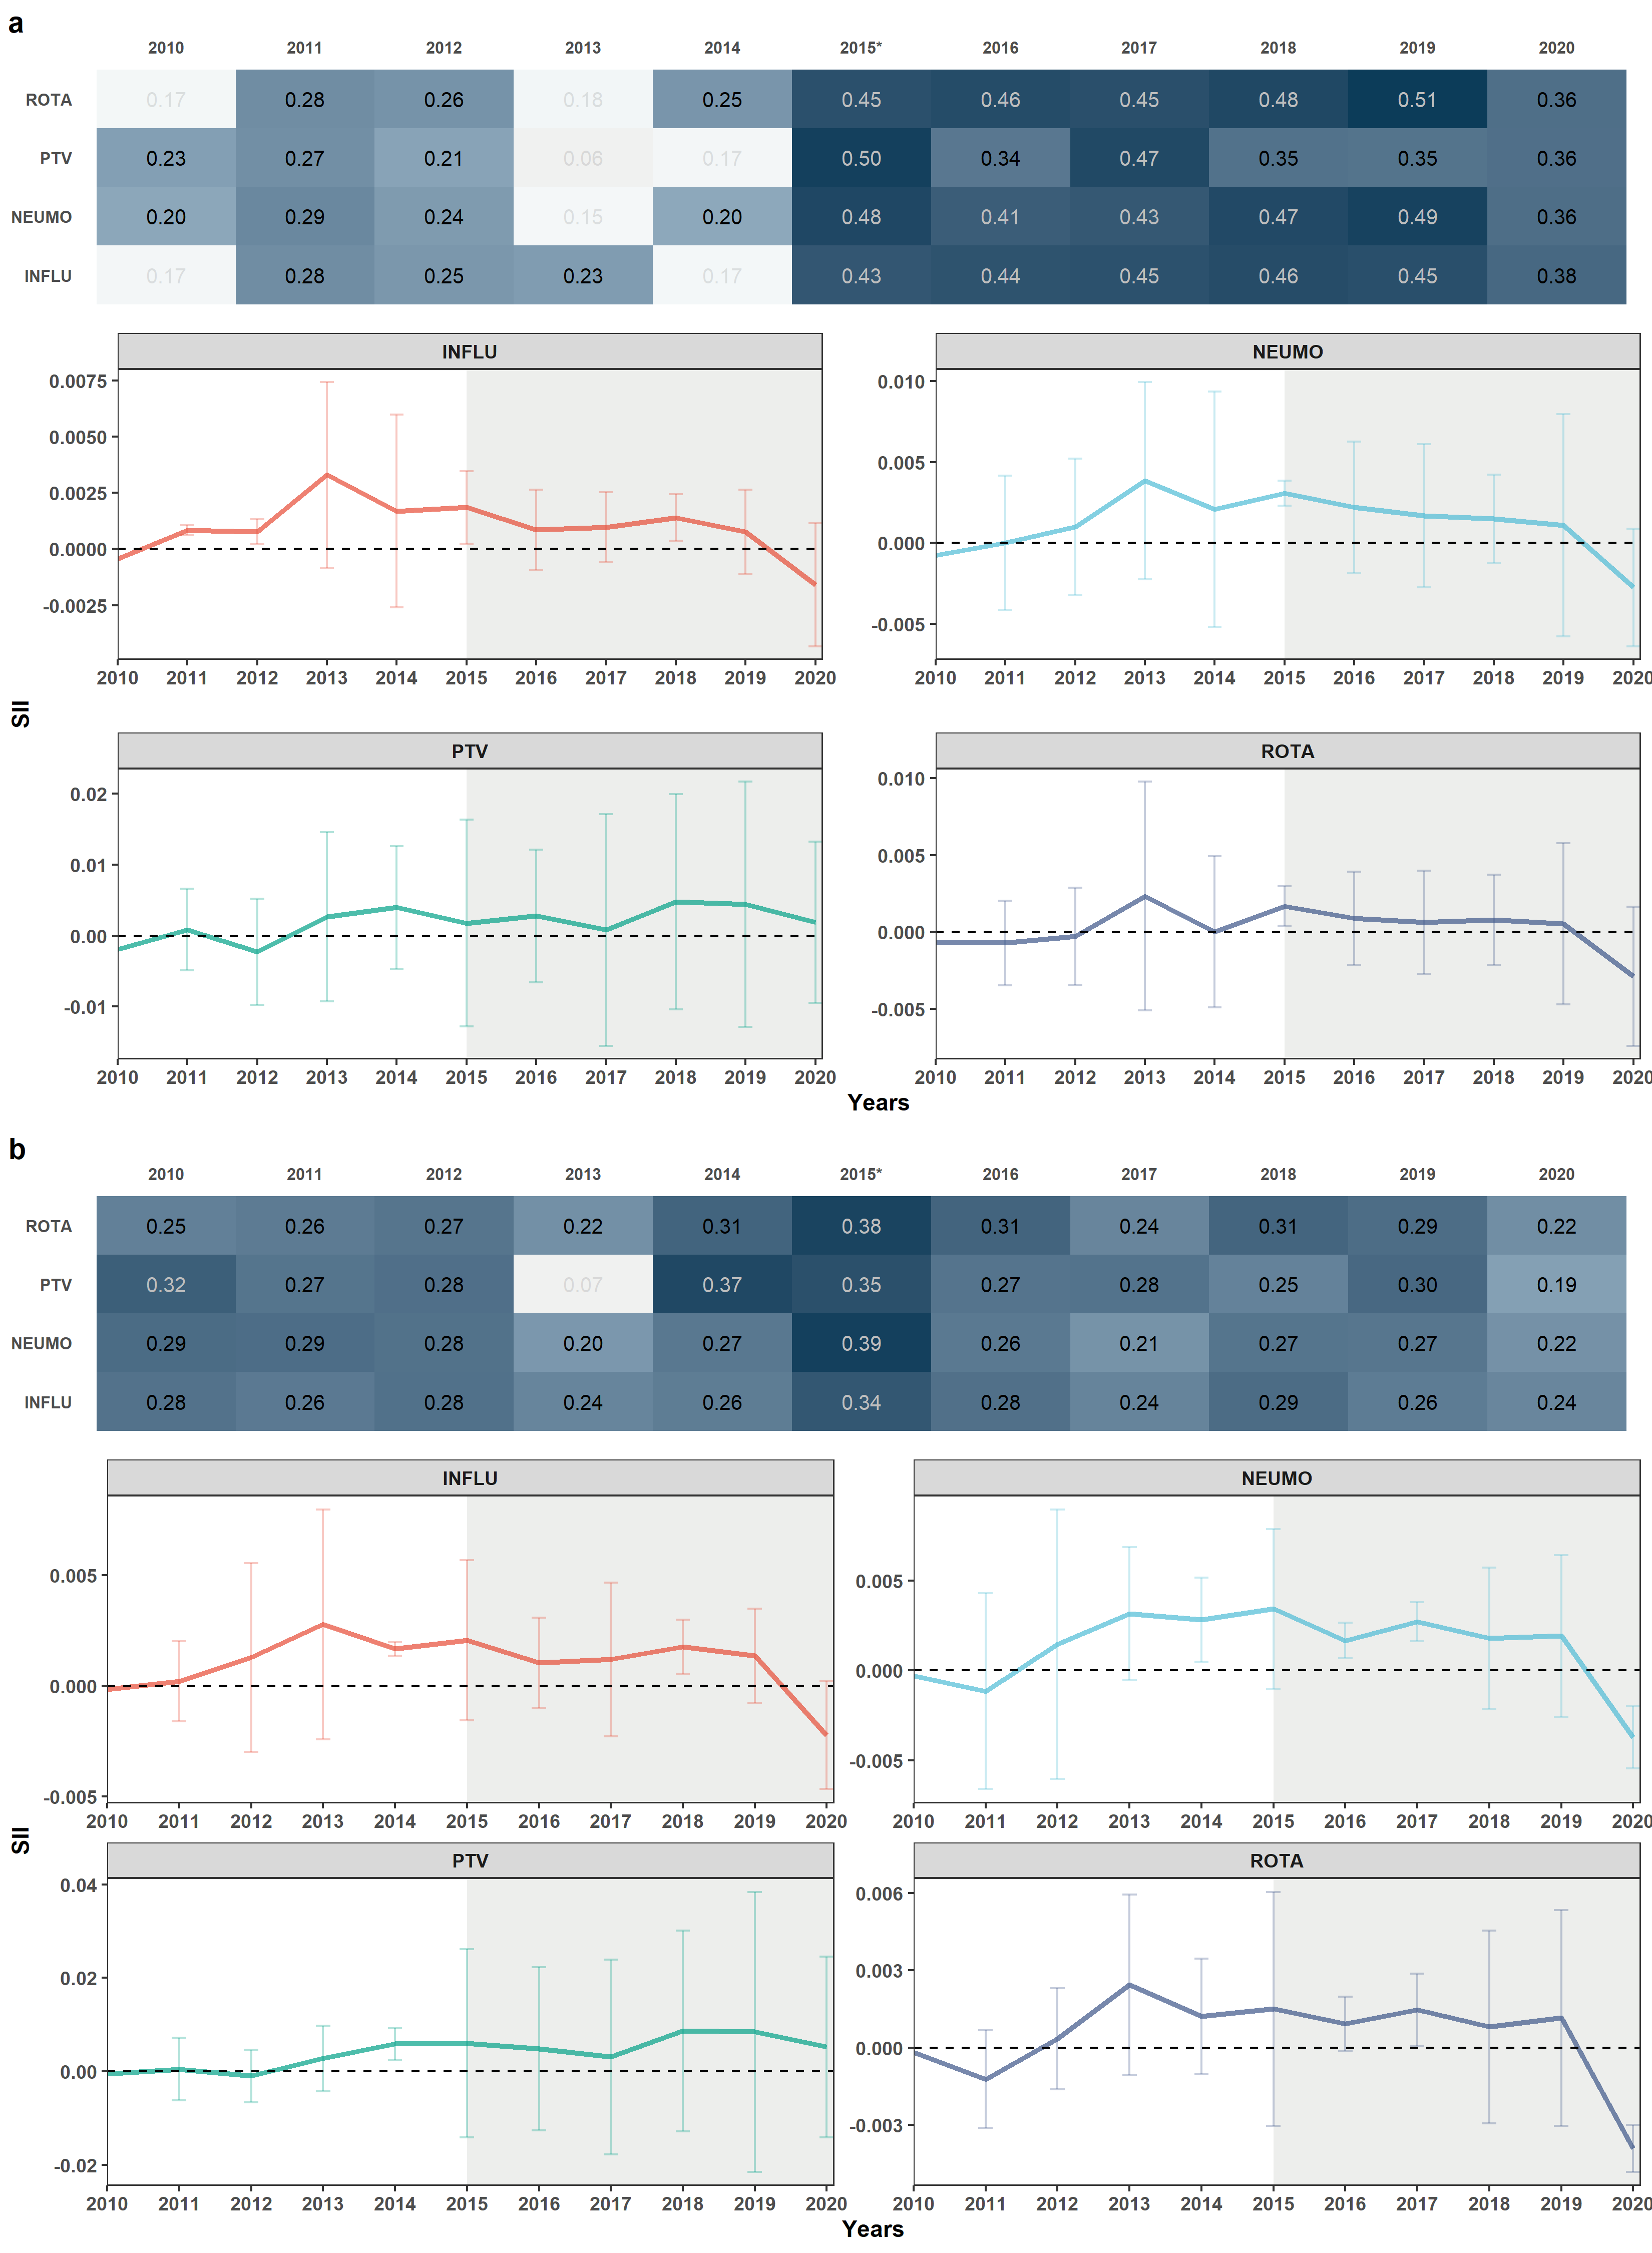 a
2010 2011 2012 2013 2014 2015* 2016 2017 2018 2019 2020
ROTA 0.17 0.28 0.26 0.18 0.25 0.45 0.46 0.45 0.48 0.51 0.36
PTV 0.23 0.27 0.21 0.06 0.17 0.50 0.34 0.47 0.35 0.35 0.36
NEUMO 0.20 0.29 0.24 0.15 0.20 0.48 0.41 0.43 0.47 0.49 0.36
INFLU 0.17 0.28 0.25 0.23 0.17 0.43 0.44 0.45 0.46 0.45 0.38
INFLU
0.0075
0.0050
0.0025
0.0000
-0.0025
2010 2011 2012 2013 2014 2015 2016 2017 2018 2019 2020
NEUMO
0.010
0.005
0.000
-0.005
2010 2011 2012 2013 2014 2015 2016 2017 2018 2019 2020
SII
PTV
0.02
0.01
0.00
-0.01
2010 2011 2012 2013 2014 2015 2016 2017 2018 2019 2020
ROTA
0.010
0.005
0.000
-0.005
2010 2011 2012 2013 2014 2015 2016 2017 2018 2019 2020
Years
b
2010 2011 2012 2013 2014 2015* 2016 2017 2018 2019 2020
ROTA 0.25 0.26 0.27 0.22 0.31 0.38 0.31 0.24 0.31 0.29 0.22
PTV 0.32 0.27 0.28 0.07 0.37 0.35 0.27 0.28 0.25 0.30 0.19
NEUMO 0.29 0.29 0.28 0.20 0.27 0.39 0.26 0.21 0.27 0.27 0.22
INFLU 0.28 0.26 0.28 0.24 0.26 0.34 0.28 0.24 0.29 0.26 0.24
INFLU
0.005
0.000
-0.005
2010 2011 2012 2013 2014 2015 2016 2017 2018 2019 2020
NEUMO
0.005
0.000
-0.005
2010 2011 2012 2013 2014 2015 2016 2017 2018 2019 2020
SII
PTV
0.04
0.02
0.00
-0.02
2010 2011 2012 2013 2014 2015 2016 2017 2018 2019 2020
ROTA
0.006
0.003
0.000
-0.003
2010 2011 2012 2013 2014 2015 2016 2017 2018 2019 2020
Years